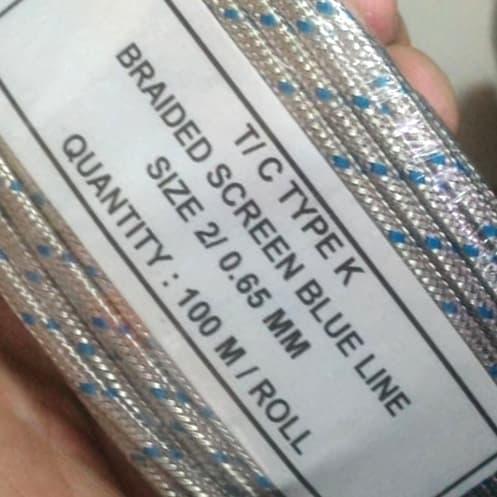 T/ C TYPE K
BRAIDED SCREEN BLUE LINE
SIZE 2/ 0.65 MM
QUANTITY : 100 M / ROLL